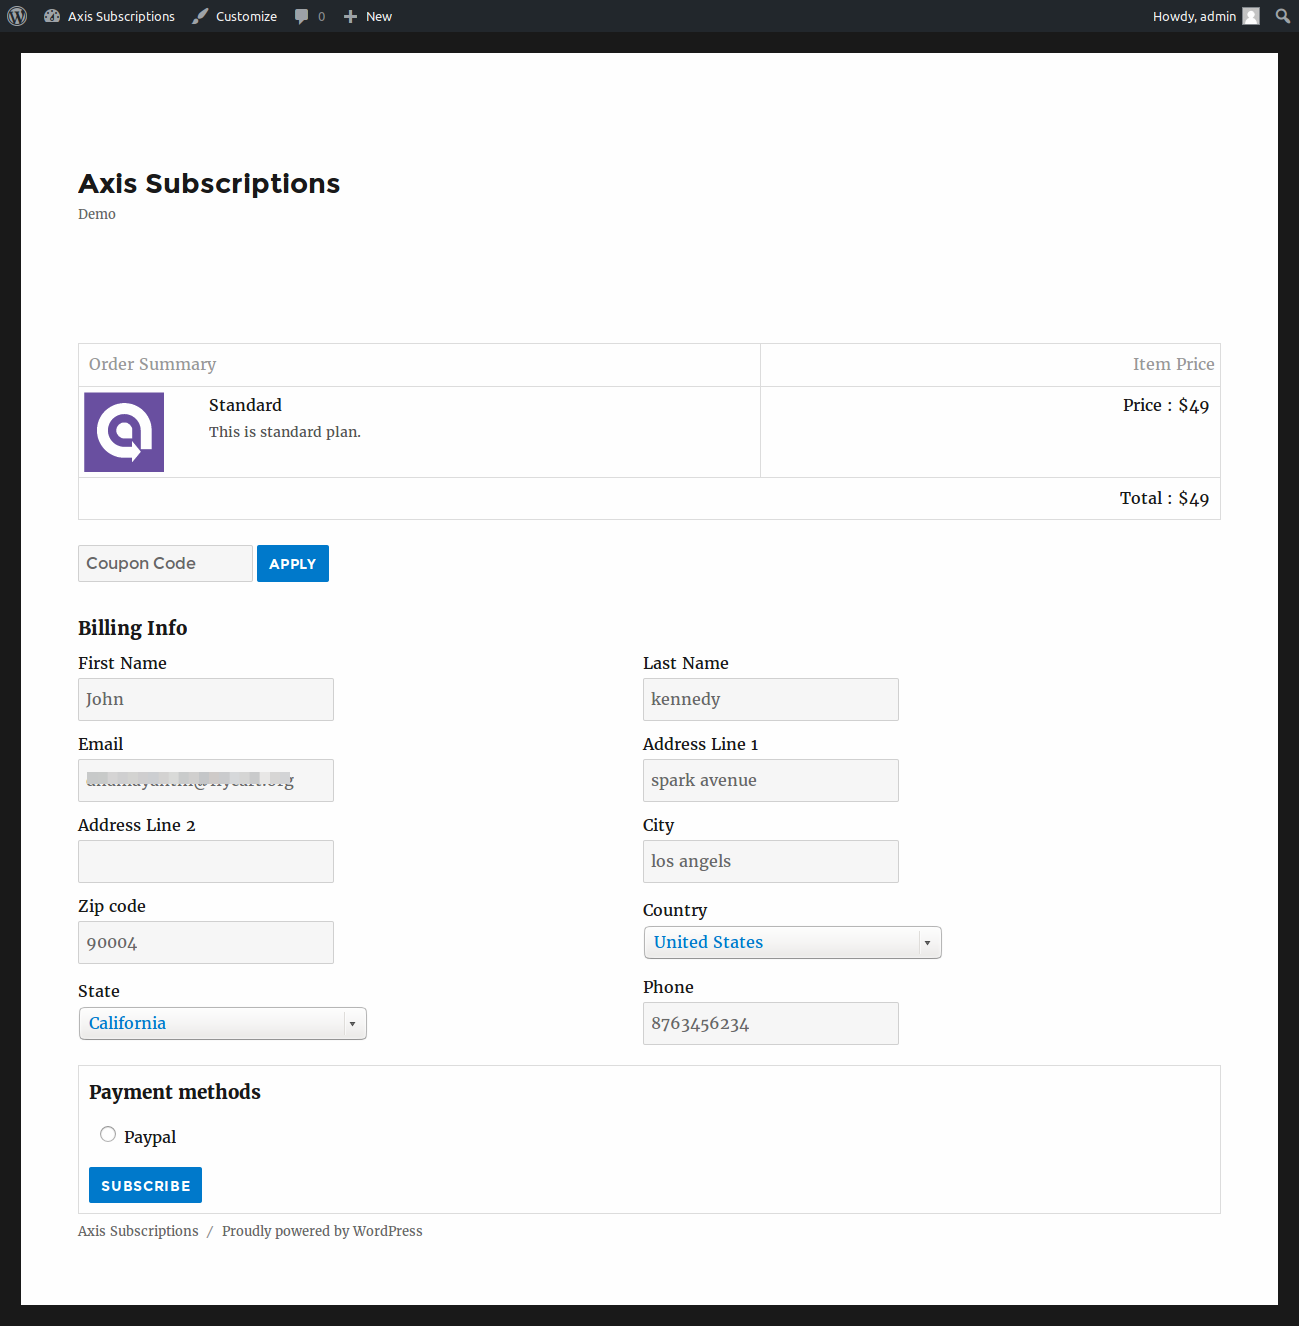 Axis Subscriptions Customize 0 New Howdy, admin
Axis Subscriptions
Demo
Order Summary Item Price
Standard Price : $49
This is standard plan.
Total : $49
Coupon Code APPLY
Billing Info
First Name Last Name
John kennedy
Email Address Line 1
spark avenue
Address Line 2 City
los angels
Zip code Country
90004 United States
State Phone
California 8763456234
Payment methods
Paypal
SUBSCRIBE
Axis Subscriptions / Proudly powered by WordPress